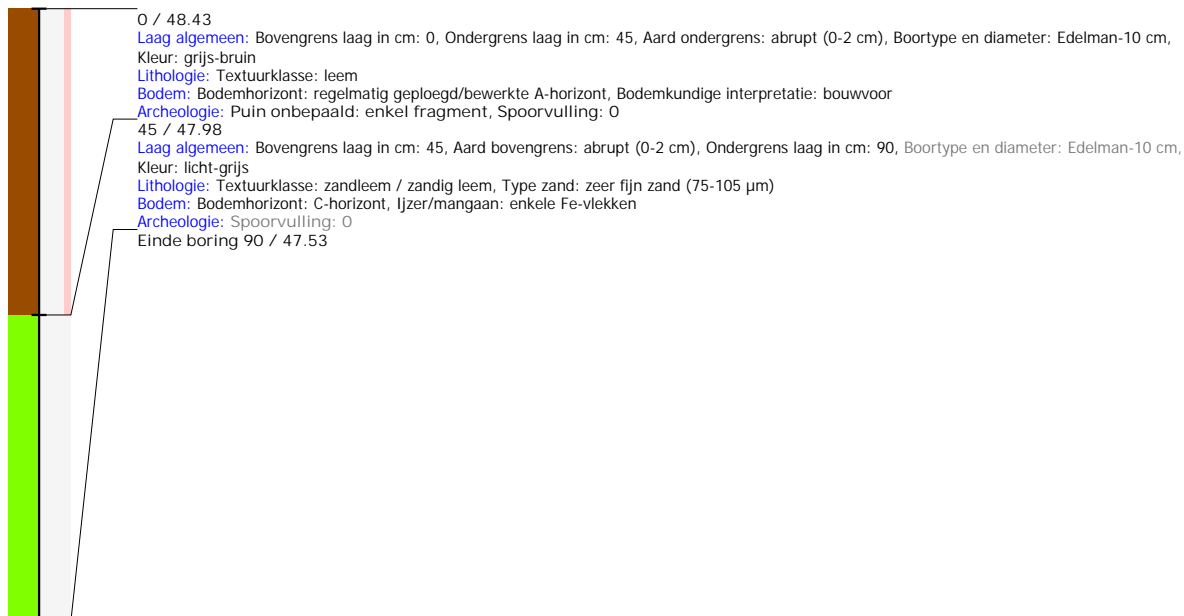 0 / 48.43
Laag algemeen: Bovengrens laag in cm: 0, Ondergrens laag in cm: 45, Aard ondergrens: abrupt (0-2 cm), Boortype en diameter: Edelman-10 cm,
Kleur: grijs-bruin
Lithologie: Textuurklasse: leem
Bodem: Bodemhorizont: regelmatig geploegd/bewerkte A-horizont, Bodemkundige interpretatie: bouwvoor
Archeologie: Puin onbepaald: enkel fragment, Spoorvulling: 0
45 / 47.98
Laag algemeen: Bovengrens laag in cm: 45, Aard bovengrens: abrupt (0-2 cm), Ondergrens laag in cm: 90, Boortype en diameter: Edelman-10 cm,
Kleur: licht-grijs
Lithologie: Textuurklasse: zandleem / zandig leem, Type zand: zeer fijn zand (75-105 µm)
Bodem: Bodemhorizont: C-horizont, Ijzer/mangaan: enkele Fe-vlekken
Archeologie: Spoorvulling: 0
Einde boring 90 / 47.53